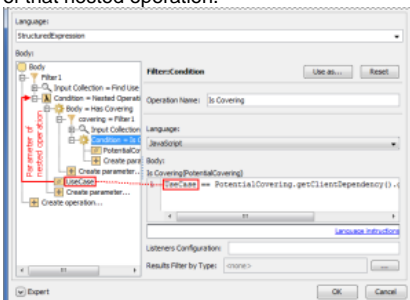 of that nested operation.
Language:
StructuredExpression
Body:
Body
Filter1
Input Collection = Find Use
Condition = Nested Operati
Body = Has Covering
covering = Filter1
Input Collection
Condition = Is C
PotentialCo
Create para
Create parameter...
UseCase
Create parameter...
Create operation...
Parameter of
nested operation
Filter::Condition
Use as...
Reset
Operation Name:
Is Covering
Language:
JavaScript
Body:
Is Covering(PotentialCovering)
UseCase == PotentialCovering.getClientDependency().
Language Instructions
Listeners Configuration:
Results Filter by Type:
<none>
...
Expert
OK
Cancel